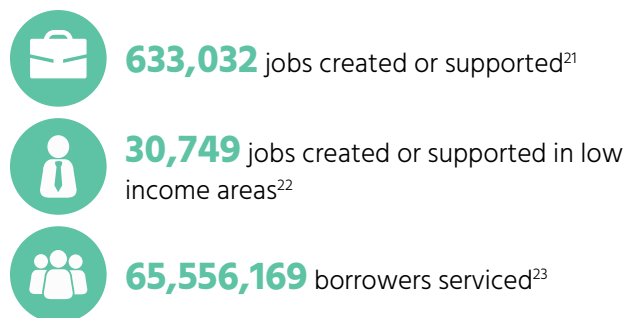 633,032 jobs created or supported21
30,749 jobs created or supported in low
income areas22
65,556,169 borrowers serviced23